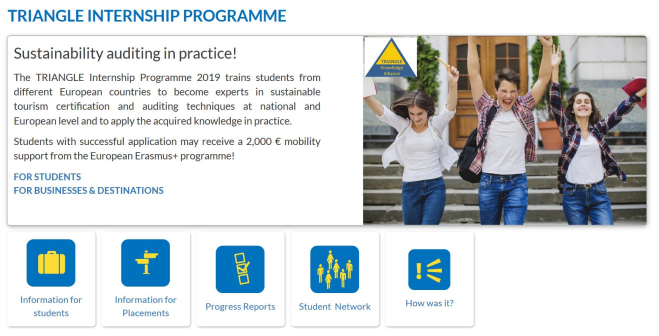 TRIANGLE INTERNSHIP PROGRAMME
Sustainability auditing in practice!
The TRIANGLE Internship Programme 2019 trains students from
different European countries to become experts in sustainable
tourism certification and auditing techniques at national and
European level and to apply the acquired knowledge in practice.
Students with successful application may receive a 2,000 € mobility
support from the European Erasmus+ programme!
FOR STUDENTS
FOR BUSINESSES & DESTINATIONS
TRIANGLE
Knowledge
Alliance
Information for
students
Information for
Placements
Progress Reports
Student Network
How was it?